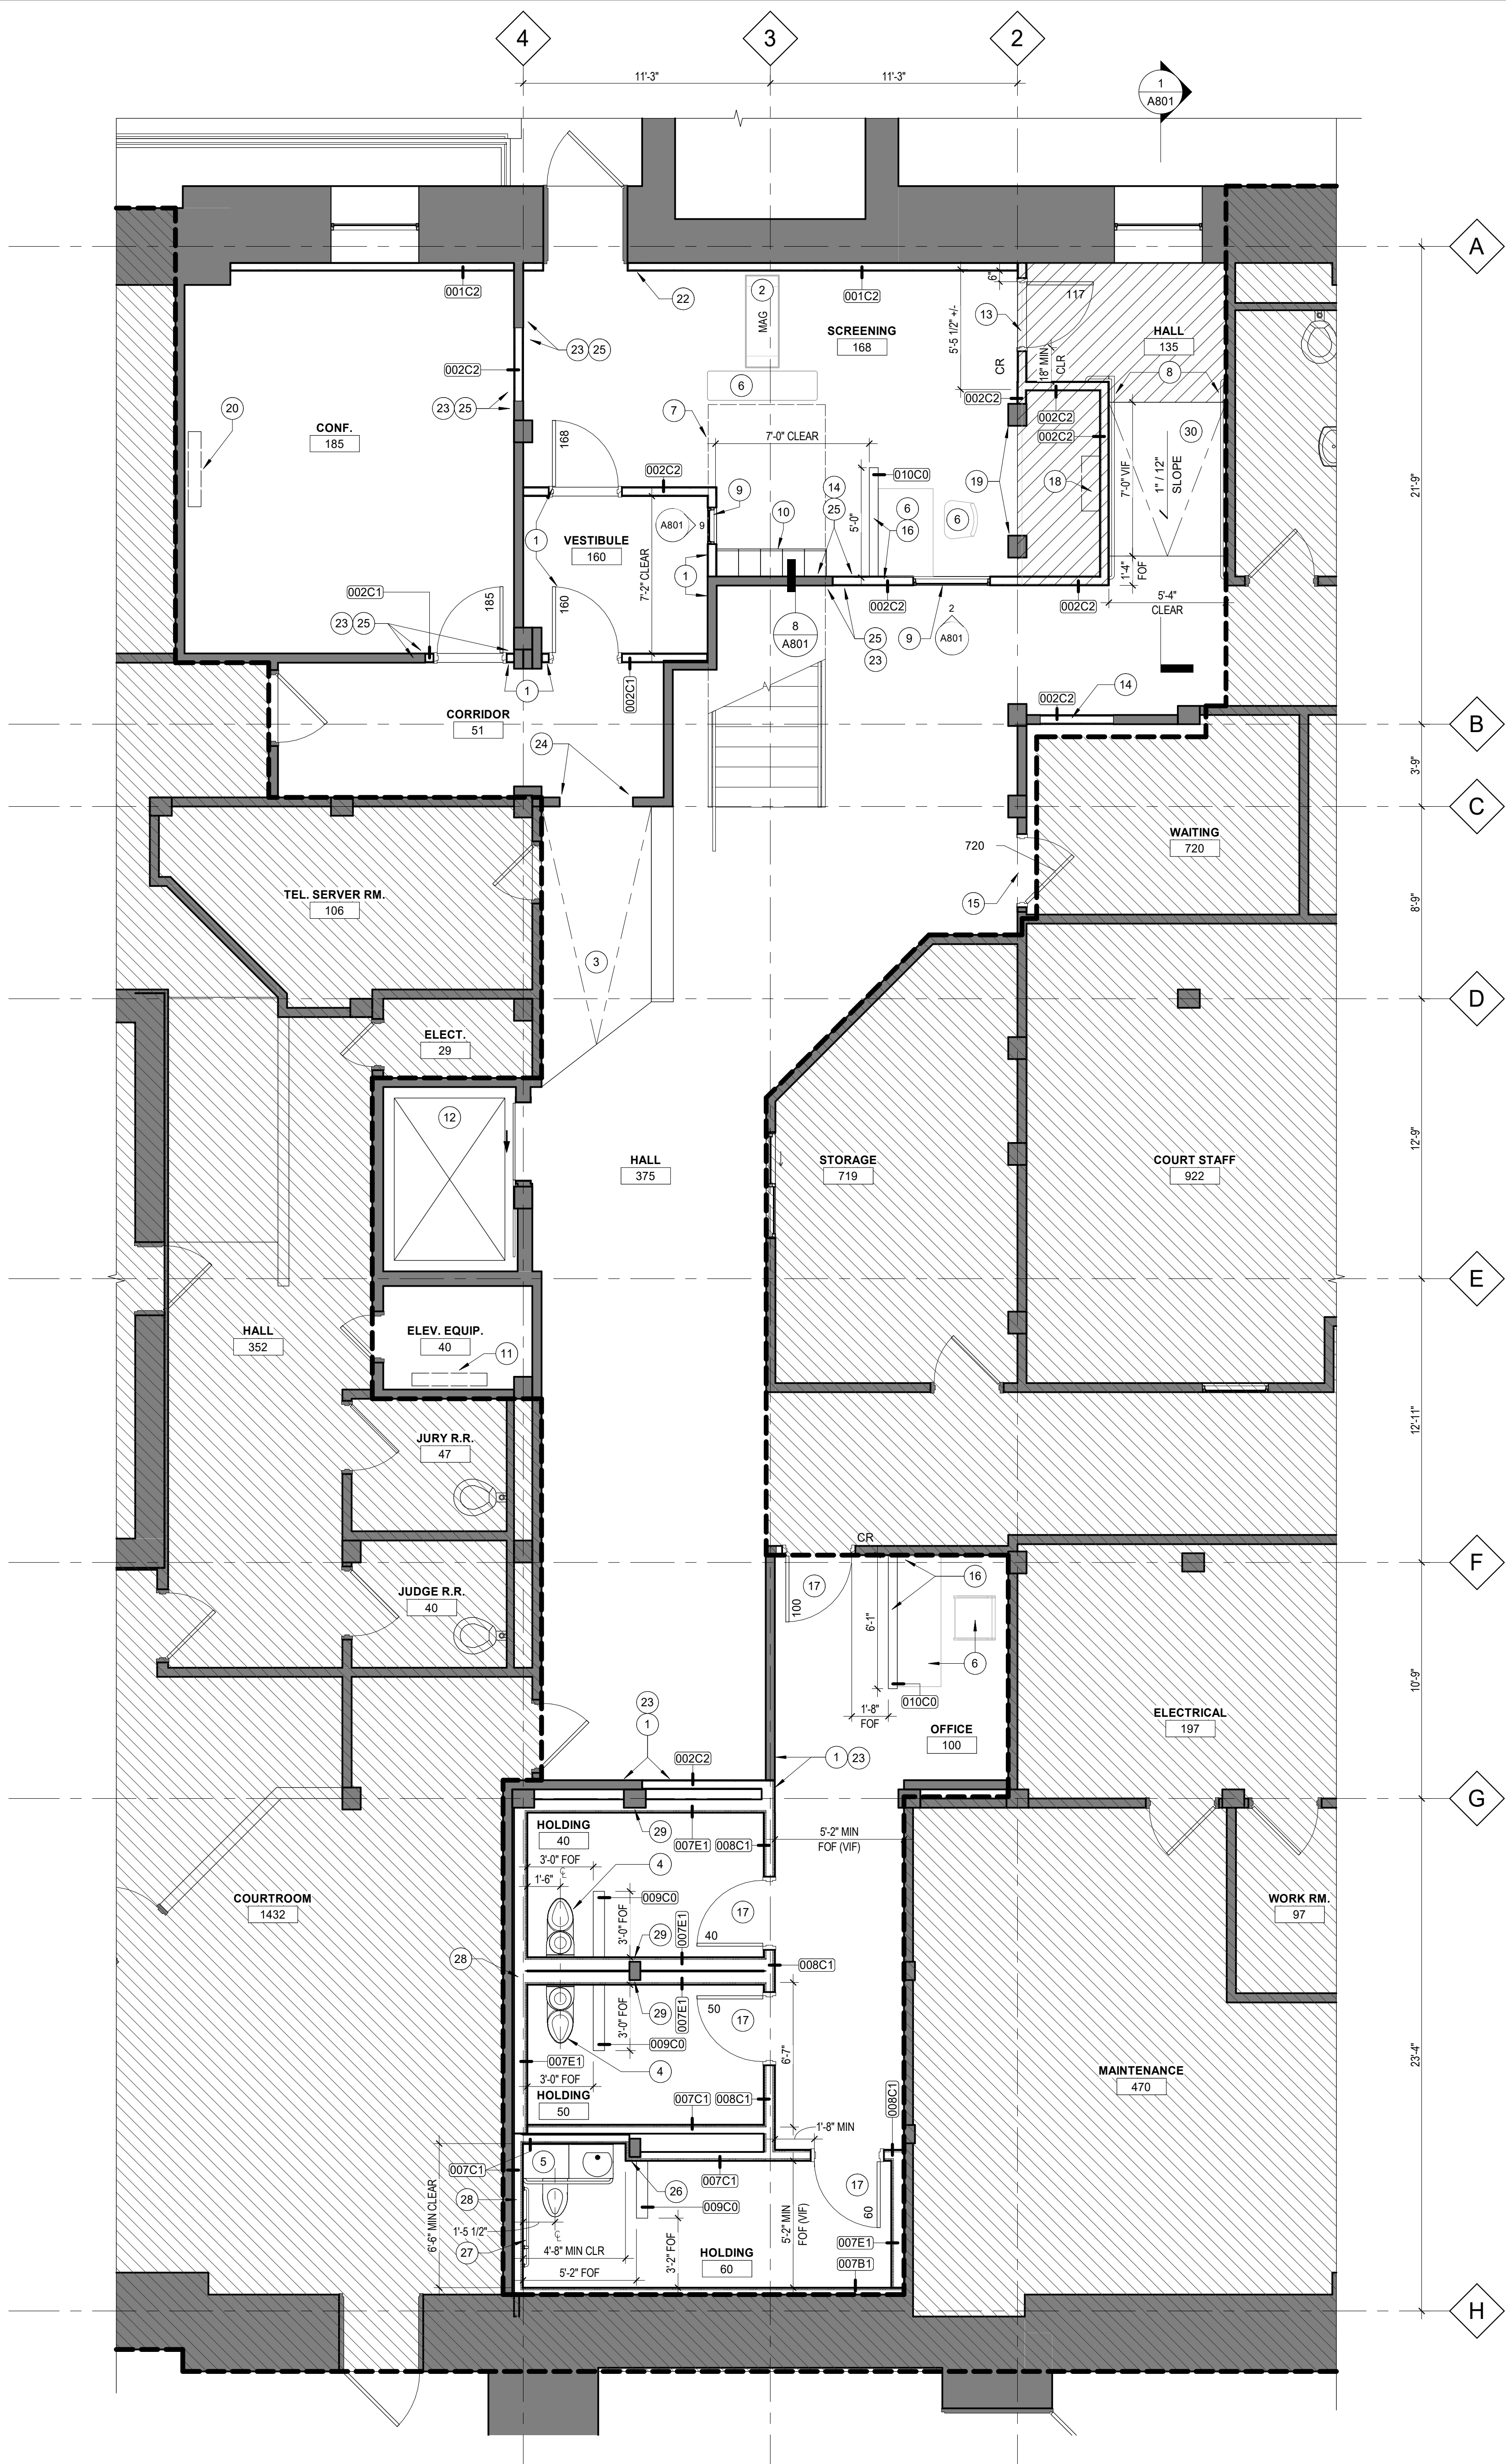 4
3
2
11'-3"
11'-3"
1
A801
A
001C2
22
2
MAG
001C2
6"
117
13
SCREENING
168
HALL
135
5'-5 1/2" +/-
18" MIN
CLR
CR
8
23 25
002C2
23 25
6
002C2
002C2
002C2
20
7
CONF.
185
168
7'-0" CLEAR
30
1" / 12"
SLOPE
7'-0" VIF
21'-9"
002C2
010C0
14
25
19
18
9
10
6
16
6
5'-0"
A801
9
VESTIBULE
160
1
7'-2" CLEAR
1
1'-4"
FOF
002C1
185
160
002C2
002C2
5'-4"
CLEAR
23 25
8
A801
25
23
9
2
A801
1
002C1
14
002C2
CORRIDOR
51
B
24
3'-9"
C
WAITING
720
720
TEL. SERVER RM.
106
15
8'-9"
3
D
ELECT.
29
12
HALL
375
STORAGE
719
COURT STAFF
922
12'-9"
E
HALL
352
ELEV. EQUIP.
40
11
12'-11"
JURY R.R.
47
CR
F
17
16
100
JUDGE R.R.
40
6'-1"
6
010C0
10'-9"
1'-8"
FOF
23
1
OFFICE
100
ELECTRICAL
197
002C2
1 23
G
HOLDING
40
29
007E1
008C1
5'-2" MIN
FOF (VIF)
3'-0" FOF
4
1'-6"
℄
COURTROOM
1432
009C0
WORK RM.
97
3'-0" FOF
17
29
007E1
40
28
008C1
50
29
17
3'-0" FOF
007E1
009C0
007E1
6'-7"
23'-4"
3'-0" FOF
4
MAINTENANCE
470
HOLDING
50
007C1
008C1
008C1
1'-8" MIN
5
007C1
007C1
17
28
26
009C0
60
6'-6" MIN CLEAR
1'-5 1/2"
℄
5'-2" MIN
FOF (VIF)
27
4'-8" MIN CLR
3'-2" FOF
007E1
5'-2" FOF
HOLDING
60
007B1
H